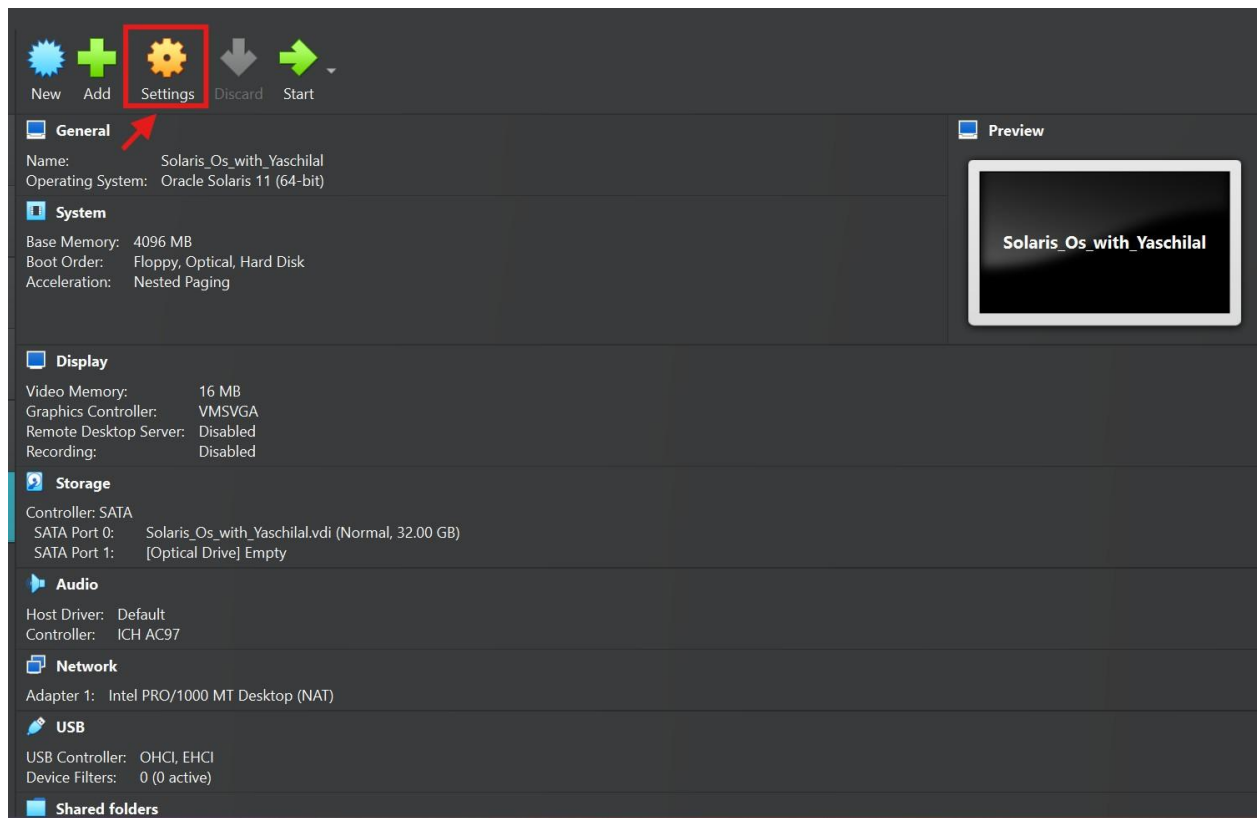 New Add Settings Discard Start
General
Name: Solaris_Os_with_Yaschilal
Operating System: Oracle Solaris 11 (64-bit)
System
Base Memory: 4096 MB
Boot Order: Floppy, Optical, Hard Disk
Acceleration: Nested Paging
Preview
Solaris_Os_with_Yaschilal
Display
Video Memory: 16 MB
Graphics Controller: VMSVGA
Remote Desktop Server: Disabled
Recording: Disabled
Storage
Controller: SATA
SATA Port 0: Solaris_Os_with_Yaschilal.vdi (Normal, 32.00 GB)
SATA Port 1: [Optical Drive] Empty
Audio
Host Driver: Default
Controller: ICH AC97
Network
Adapter 1: Intel PRO/1000 MT Desktop (NAT)
USB
USB Controller: OHCI, EHCI
Device Filters: 0 (0 active)
Shared folders